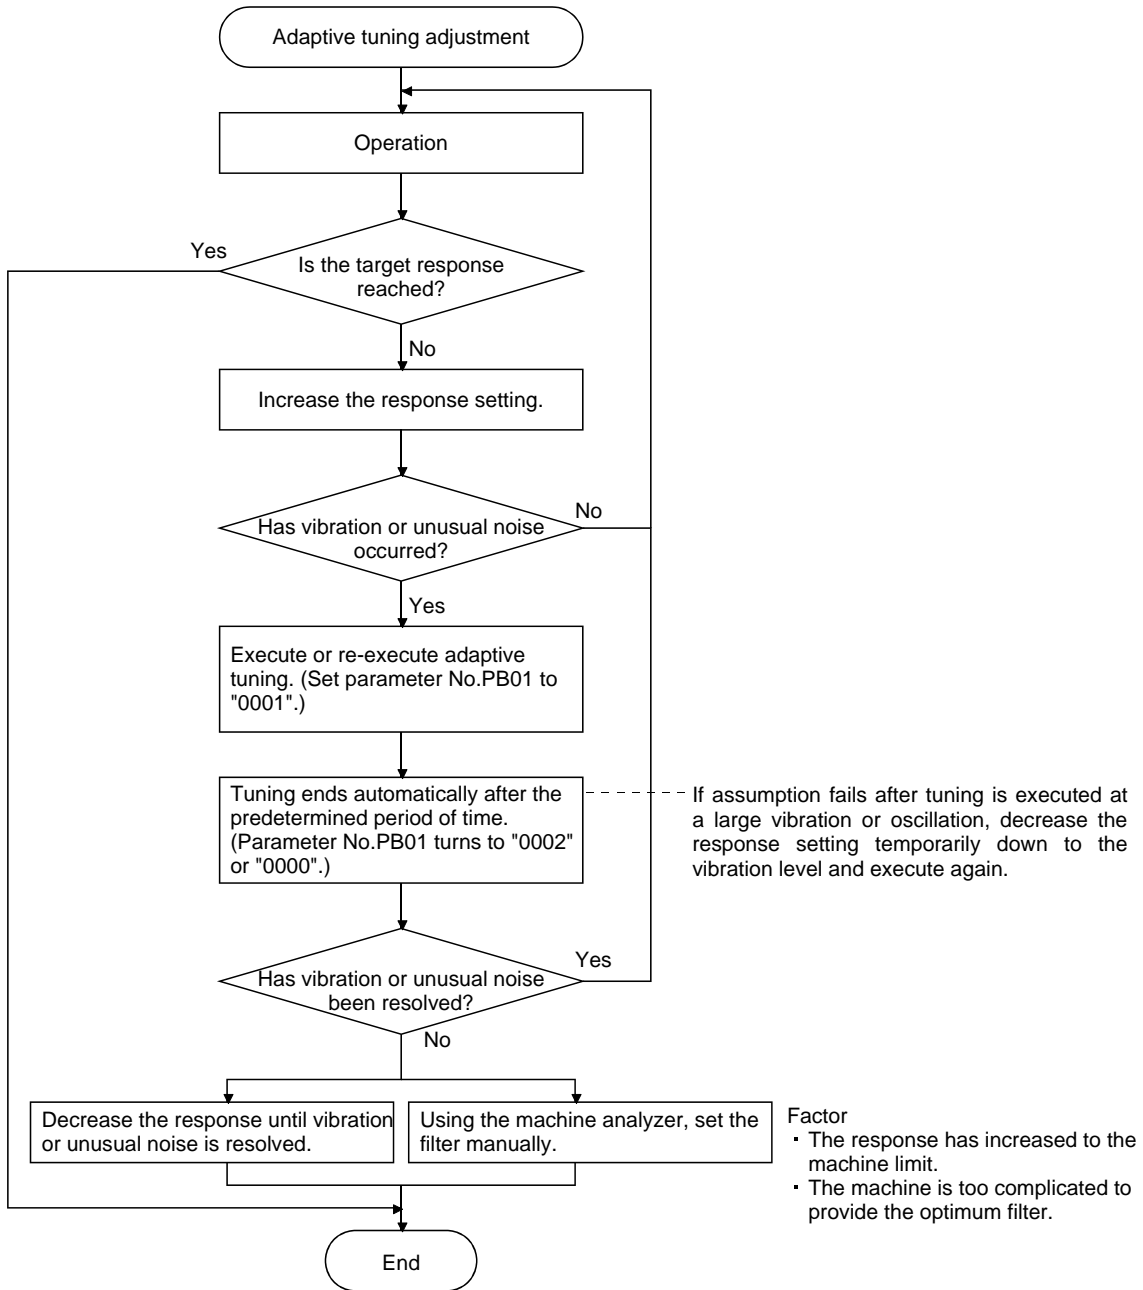 Adaptive tuning adjustment
Operation
Yes
Is the target response
reached?
No
Increase the response setting.
Has vibration or unusual noise
occurred?
No
Yes
Execute or re-execute adaptive
tuning. (Set parameter No.PB01 to
"0001".)
Tuning ends automatically after the
predetermined period of time.
(Parameter No.PB01 turns to "0002"
or "0000".)
If assumption fails after tuning is executed at
a large vibration or oscillation, decrease the
response setting temporarily down to the
vibration level and execute again.
Has vibration or unusual noise
been resolved?
Yes
No
Decrease the response until vibration
or unusual noise is resolved.
Using the machine analyzer, set the
filter manually.
Factor
・The response has increased to the
machine limit.
・The machine is too complicated to
provide the optimum filter.
End